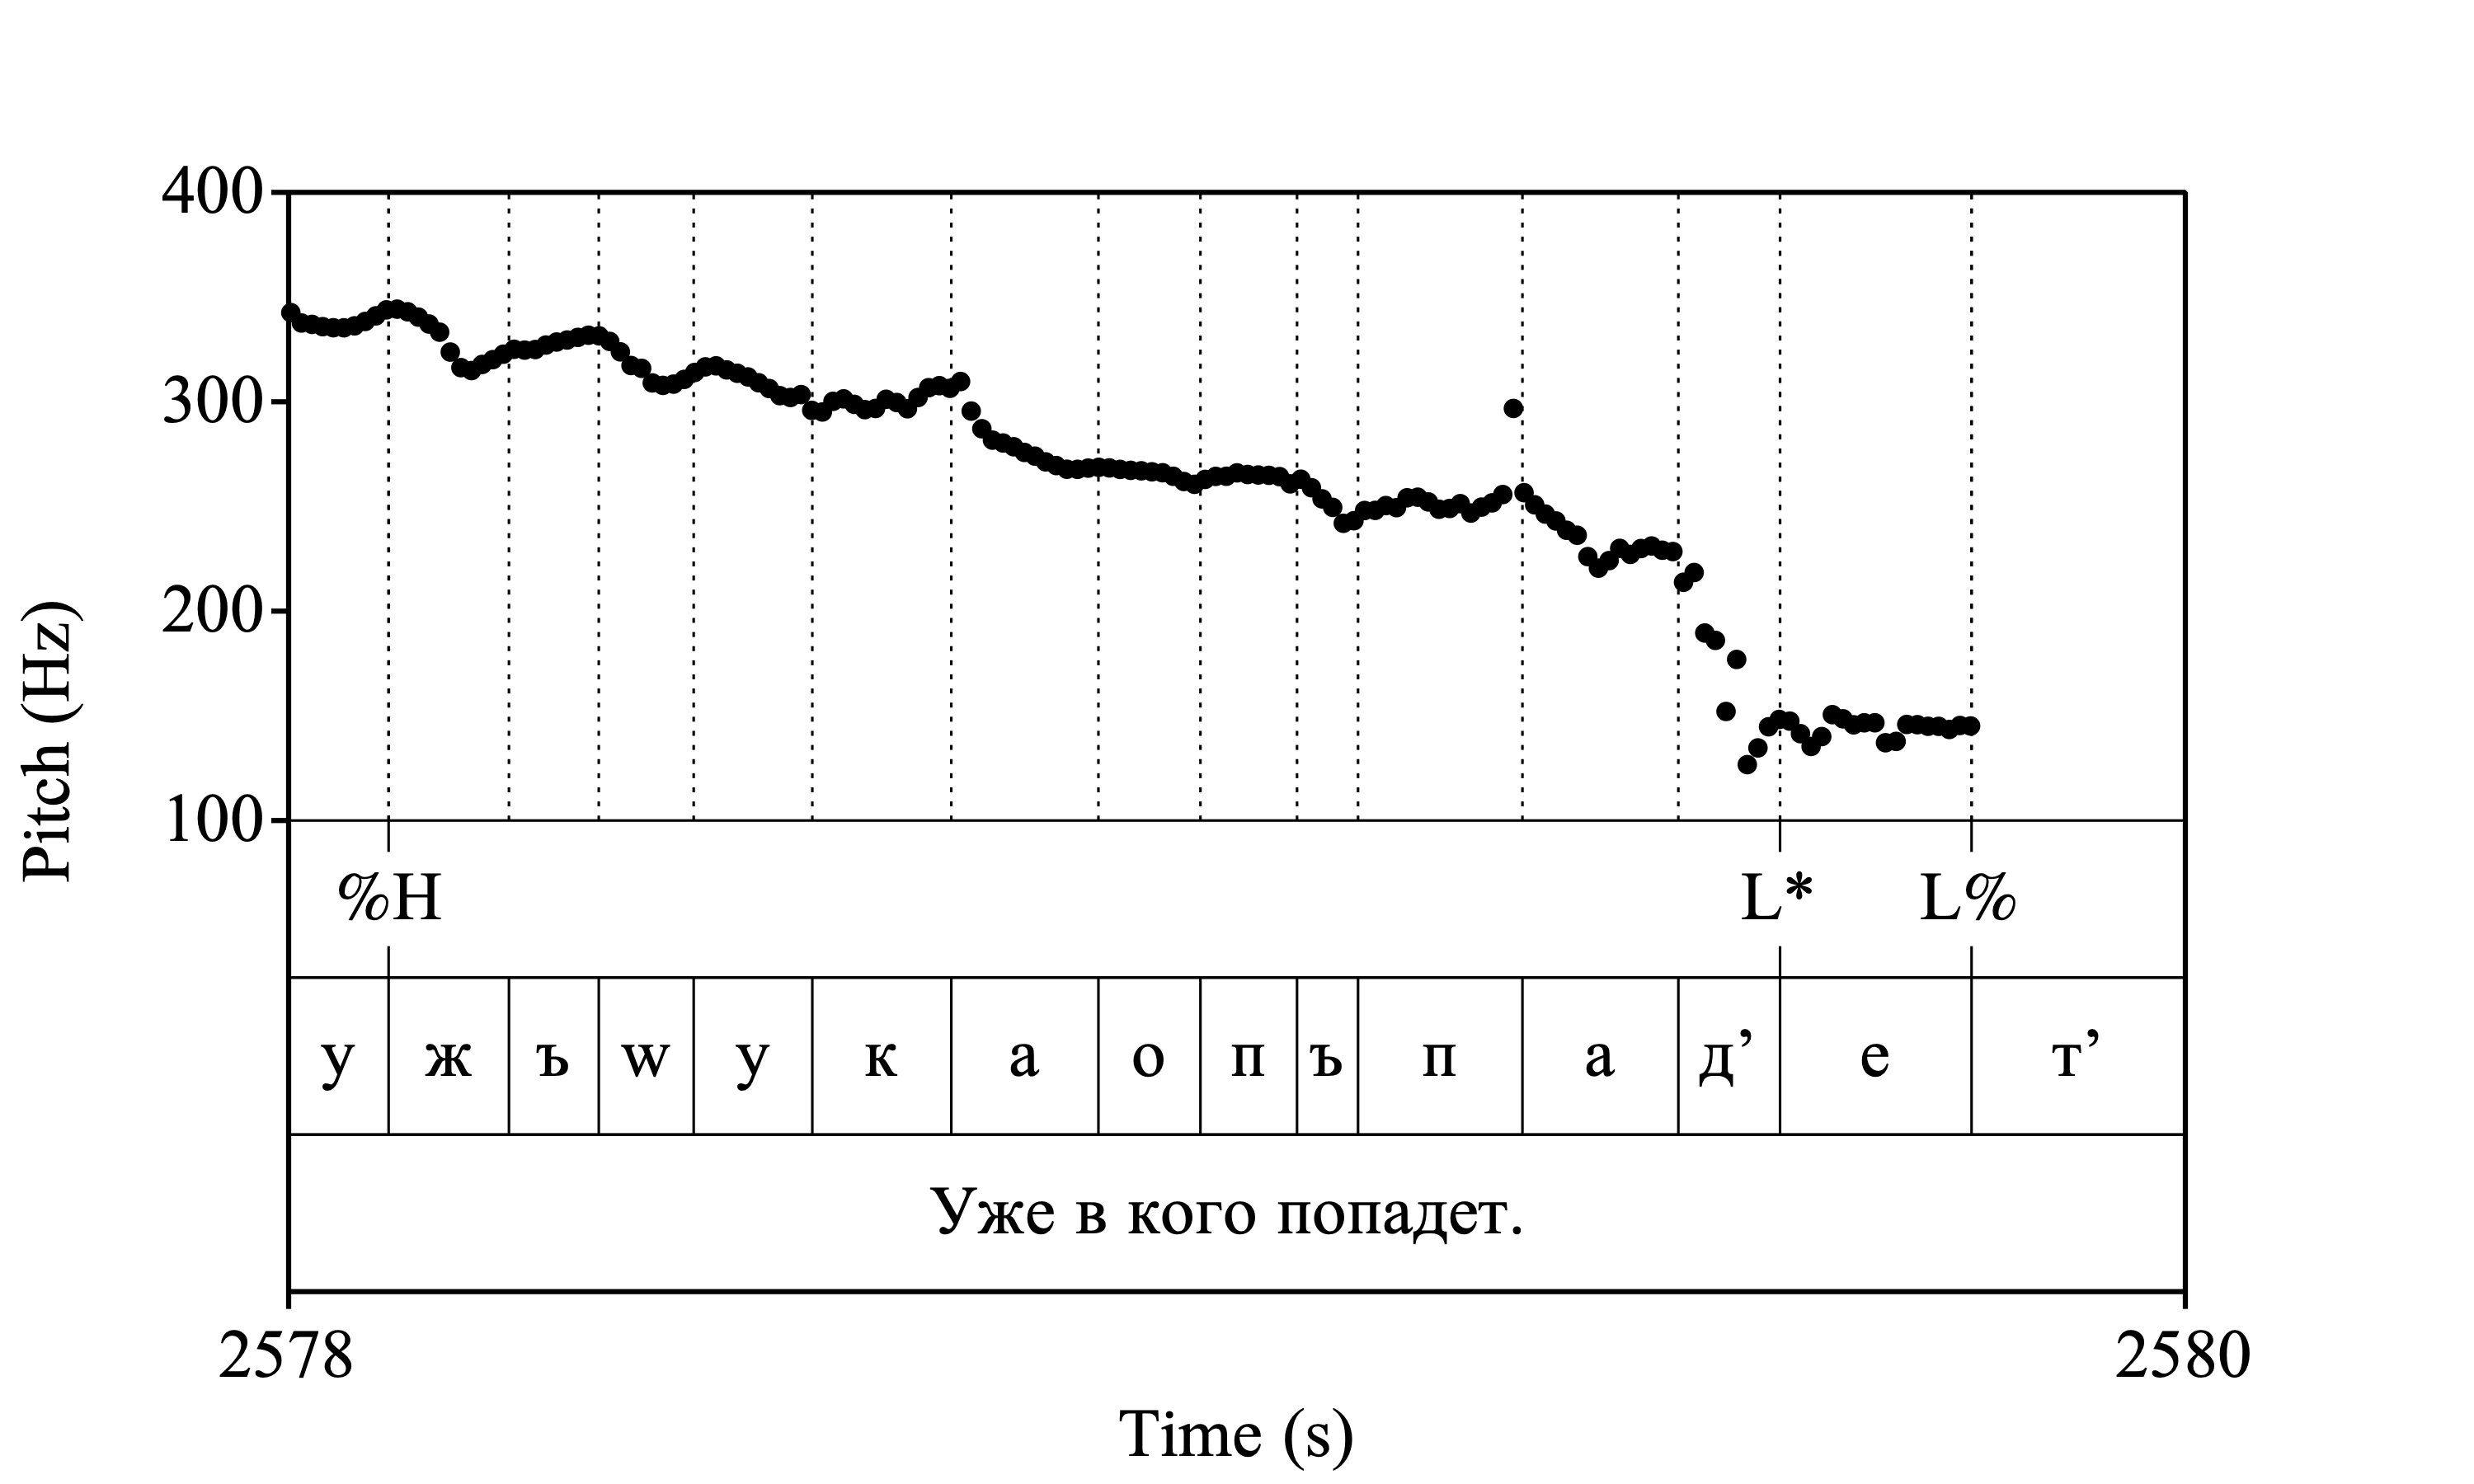 400
300
200
100
Pitch (Hz)
%H L* L%
у ж ъ w у к а о п ъ п а д’ е т’
Уже в кого попадет.
2578 2580
Time (s)